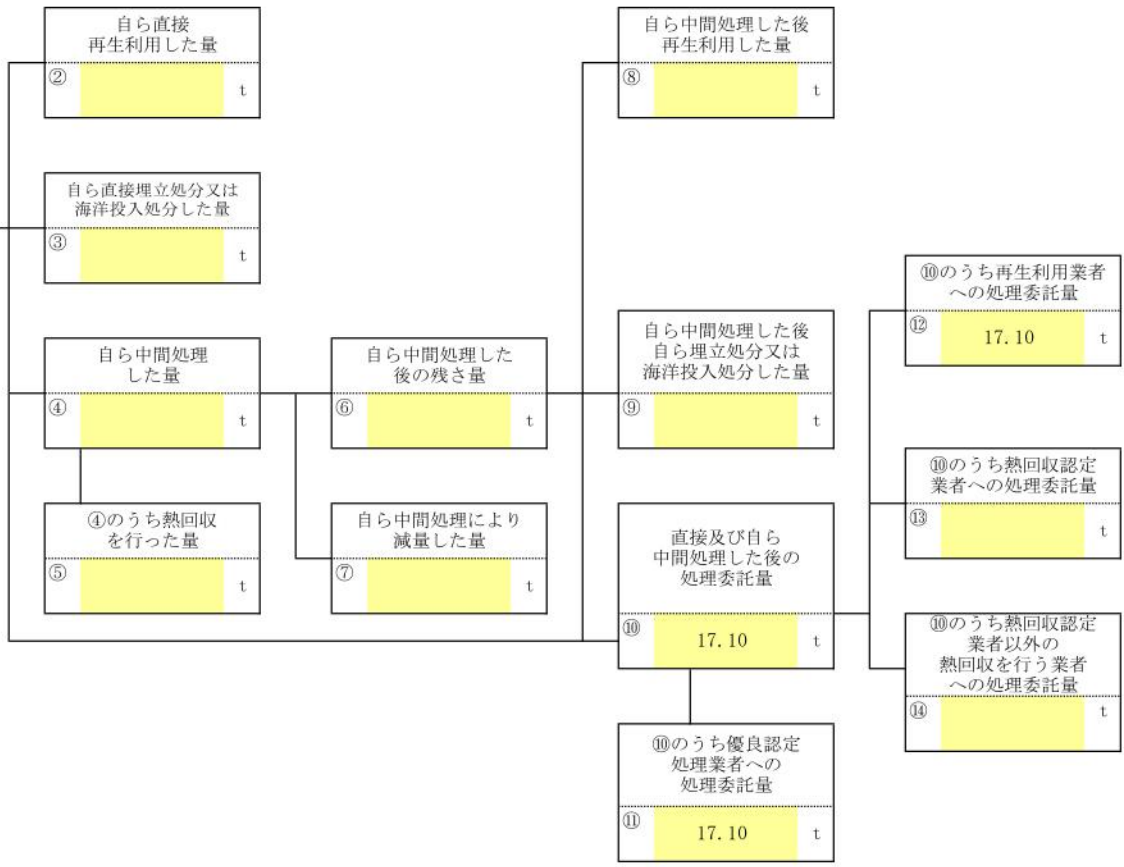 自ら直接
再生利用した量
② t
自ら直接埋立処分又は
海洋投入処分した量
③ t
自ら中間処理
した量
④ t
④のうち熱回収
を行った量
⑤ t
自ら中間処理した
後の残さ量
⑥ t
自ら中間処理により
減量した量
⑦ t
自ら中間処理した後
再生利用した量
⑧ t
自ら中間処理した後
自ら埋立処分又は
海洋投入処分した量
⑨ t
直接及び自ら
中間処理した後の
処理委託量
⑩ 17.10 t
⑩のうち優良認定
処理業者への
処理委託量
⑪ 17.10 t
⑩のうち再生利用業者
への処理委託量
⑫ 17.10 t
⑩のうち熱回収認定
業者への処理委託量
⑬ t
⑩のうち熱回収認定
業者以外の
熱回収を行う業者
への処理委託量
⑭ t